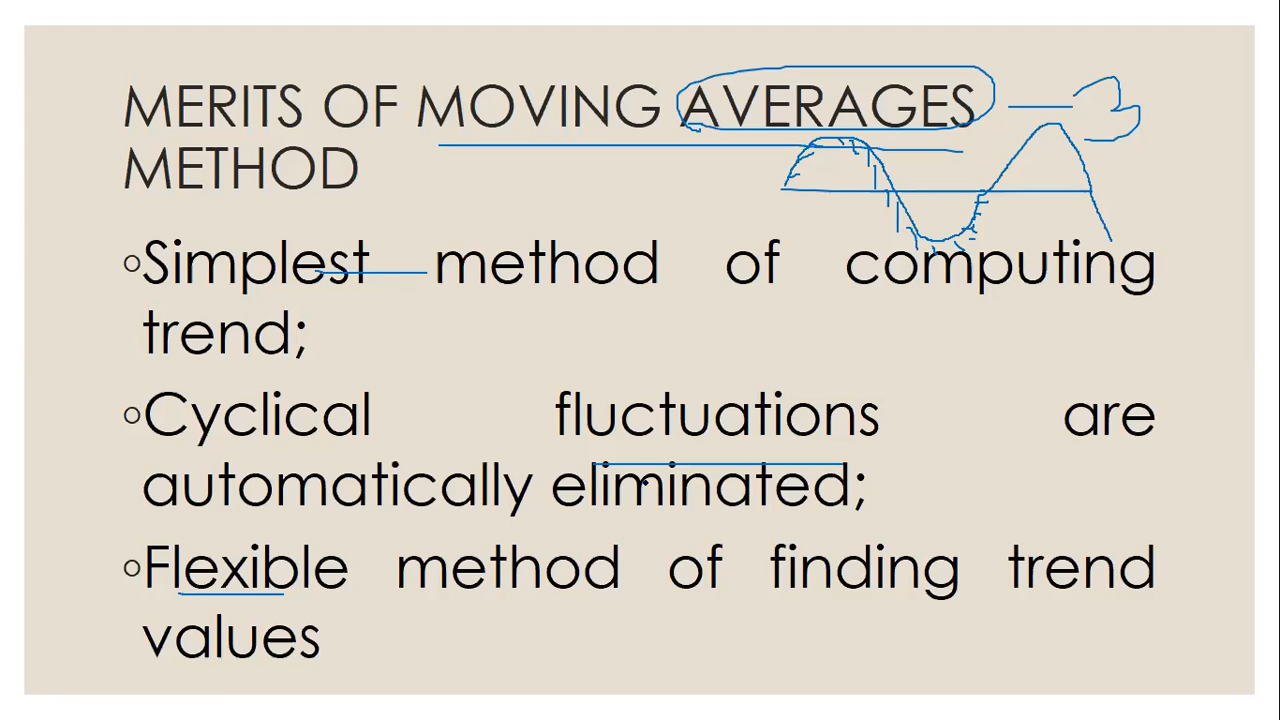 MERITS OF MOVING AVERAGES
METHOD
◦Simplest method of computing
trend;
◦Cyclical fluctuations are
automatically eliminated;
◦Flexible method of finding trend
values